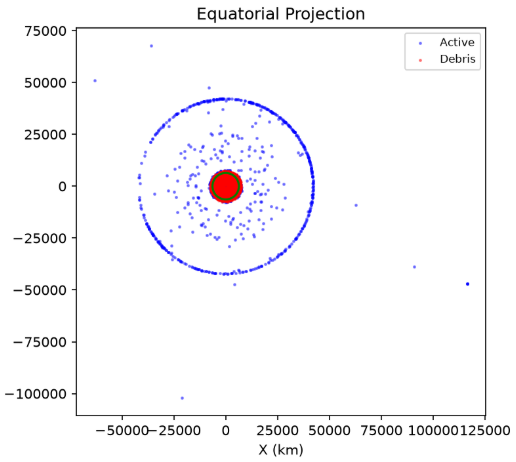 Equatorial Projection
Active
Debris
75000
50000
25000
0
−25000
−50000
−75000
−100000
−50000 −25000 0 25000 50000 75000 100000 125000
X (km)